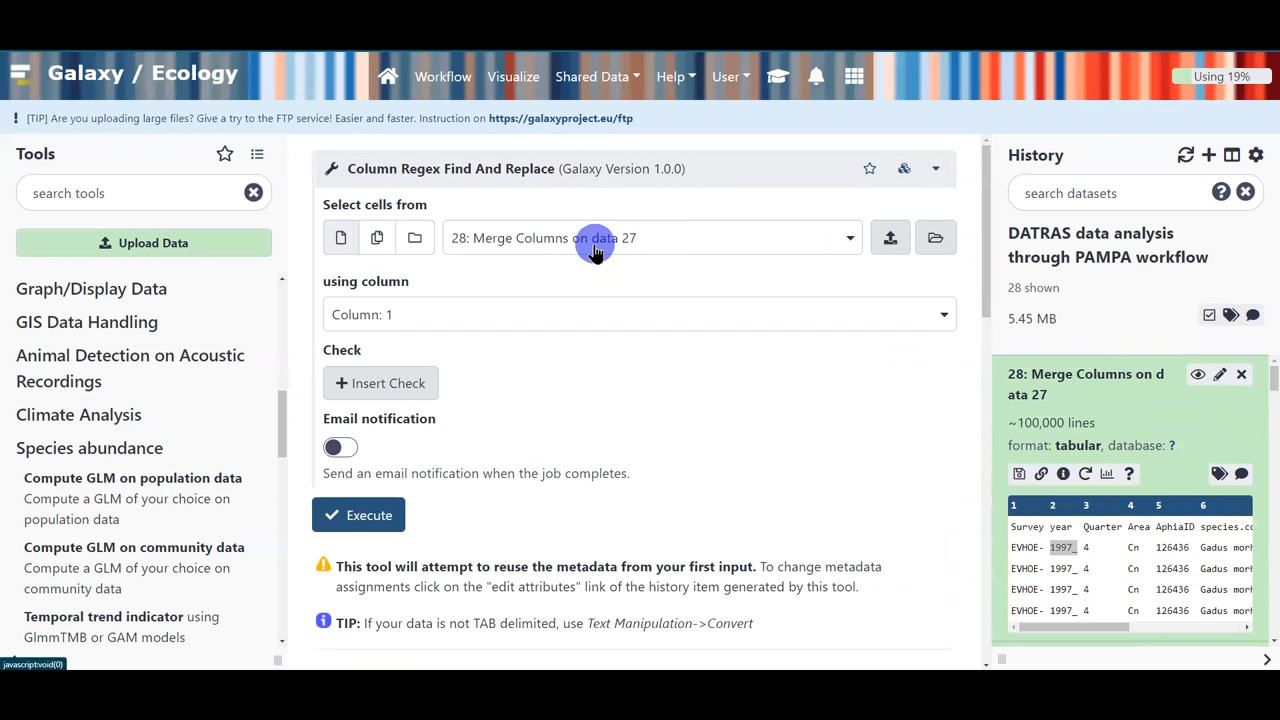 Galaxy / Ecology
Workflow
Visualize
Shared Data
Help
User
Using 19%
[TIP] Are you uploading large files? Give a try to the FTP service! Easier and faster. Instruction on https://galaxyproject.eu/ftp
Tools
search tools
Upload Data
Graph/Display Data
GIS Data Handling
Animal Detection on Acoustic
Recordings
Climate Analysis
Species abundance
Compute GLM on population data
Compute a GLM of your choice on
population data
Compute GLM on community data
Compute a GLM of your choice on
community data
Temporal trend indicator using
GlmmTMB or GAM models
javascript:void(0)
Column Regex Find And Replace (Galaxy Version 1.0.0)
Select cells from
28: Merge Columns on data 27
using column
Column: 1
Check
+ Insert Check
Email notification
Send an email notification when the job completes.
Execute
This tool will attempt to reuse the metadata from your first input. To change metadata
assignments click on the "edit attributes" link of the history item generated by this tool.
TIP: If your data is not TAB delimited, use Text Manipulation->Convert
History
search datasets
DATRAS data analysis
through PAMPA workflow
28 shown
5.45 MB
28: Merge Columns on d
ata 27
~100,000 lines
format: tabular, database: ?
1 2 3 4 5 6
Survey year Quarter Area AphiaID species.co
EVHOE- 1997_ 4 Cn 126436 Gadus morh
EVHOE- 1997_ 4 Cn 126436 Gadus morh
EVHOE- 1997_ 4 Cn 126436 Gadus morh
EVHOE- 1997_ 4 Cn 126436 Gadus morh